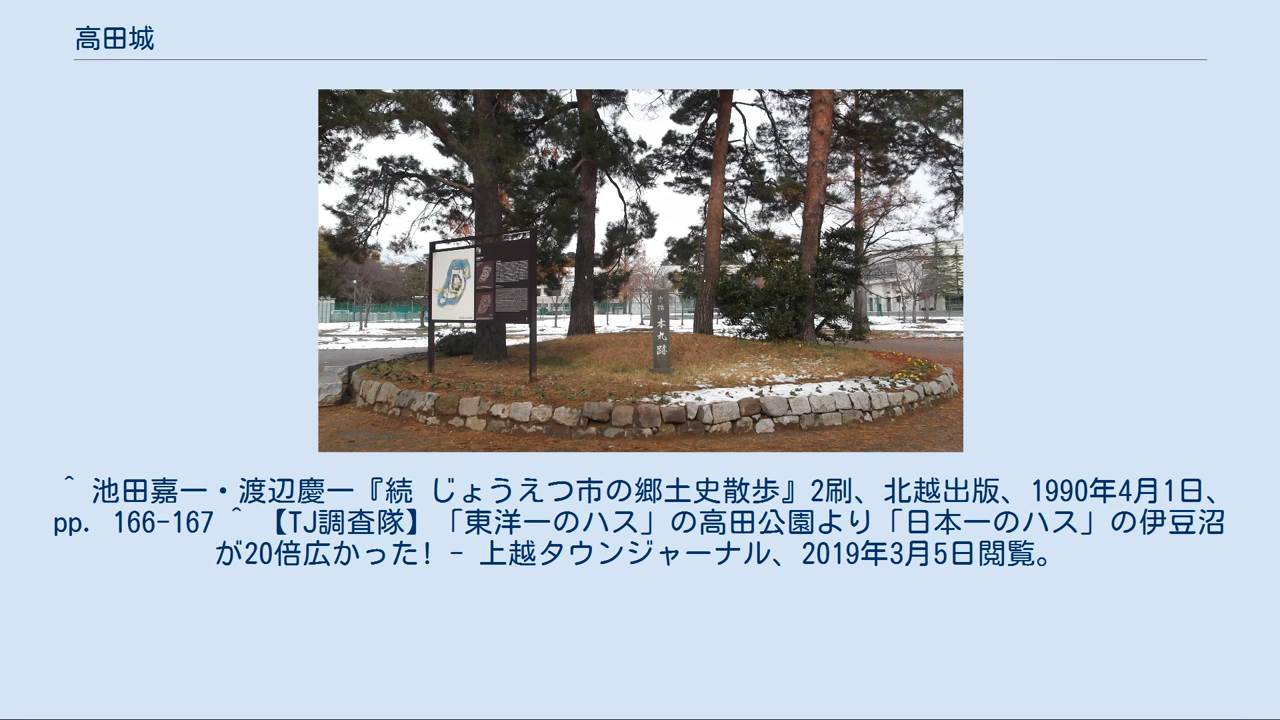 高田城
本丸跡
^ 池田嘉一・渡辺慶一『続 じょうえつ市の郷土史散歩』2刷、北越出版、1990年4月1日、
pp. 166-167 ^ 【TJ調査隊】「東洋一のハス」の高田公園より「日本一のハス」の伊豆沼
が20倍広かった! - 上越タウンジャーナル、2019年3月5日閲覧。